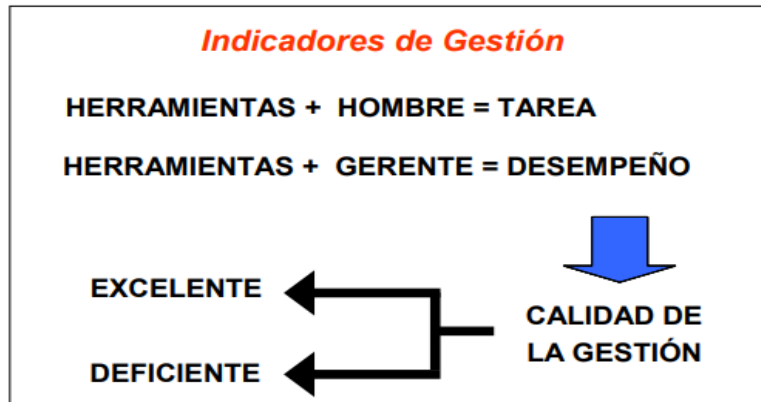 Indicadores de Gestión
HERRAMIENTAS + HOMBRE = TAREA
HERRAMIENTAS + GERENTE = DESEMPEÑO
EXCELENTE
DEFICIENTE
CALIDAD DE
LA GESTIÓN